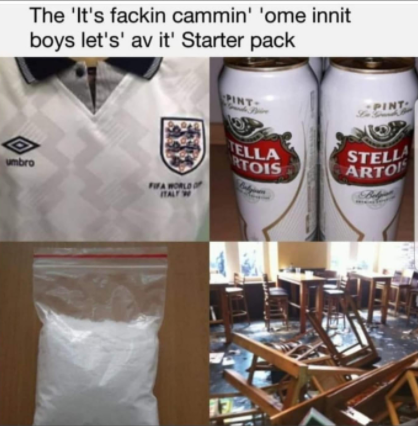 The 'It's fackin cammin' 'ome innit
boys let's' av it' Starter pack
umbro
FIFA WORLD CUP
ITALY '90
-PINT-
STELLA
ARTOIS
-PINT-
STELLA
ARTOIS